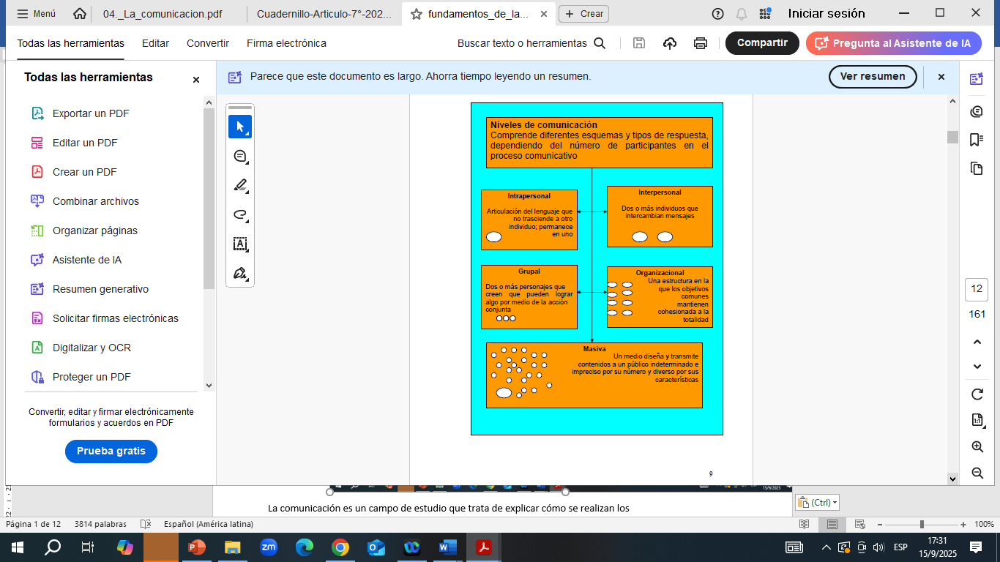 Menú
04._La_comunicacion.pdf
Cuadernillo-Articulo-7°-202...
fundamentos_de_la...
Crear
Iniciar sesión
Todas las herramientas
Editar
Convertir
Firma electrónica
Buscar texto o herramientas
Compartir
Pregunta al Asistente de IA
Todas las herramientas
Exportar un PDF
Editar un PDF
Crear un PDF
Combinar archivos
Organizar páginas
Asistente de IA
Resumen generativo
Solicitar firmas electrónicas
Digitalizar y OCR
Proteger un PDF
Convertir, editar y firmar electrónicamente
formularios y acuerdos en PDF
Prueba gratis
Parece que este documento es largo. Ahorra tiempo leyendo un resumen.
Ver resumen
Niveles de comunicación
Comprende diferentes esquemas y tipos de respuesta,
dependiendo del número de participantes en el
proceso comunicativo
Intrapersonal
Articulación del lenguaje que
no trasciende a otro
individuo; permanece
en uno
Interpersonal
Dos o más individuos que
intercambian mensajes
Grupal
Dos o más personajes que
creen que pueden lograr
algo por medio de la acción
conjunta
Organizacional
Una estructura en la
que los objetivos
comunes
mantienen
cohesionada a la
totalidad
Masiva
Un medio diseña y transmite
contenidos a un público indeterminado e
impreciso por su número y diverso por sus
características
9
12
161
1:1
15/9/2025
La comunicación es un campo de estudio que trata de explicar cómo se realizan los
(Ctrl)
Página 1 de 12
3814 palabras
Español (América latina)
100%
zm
ESP
17:31
15/9/2025